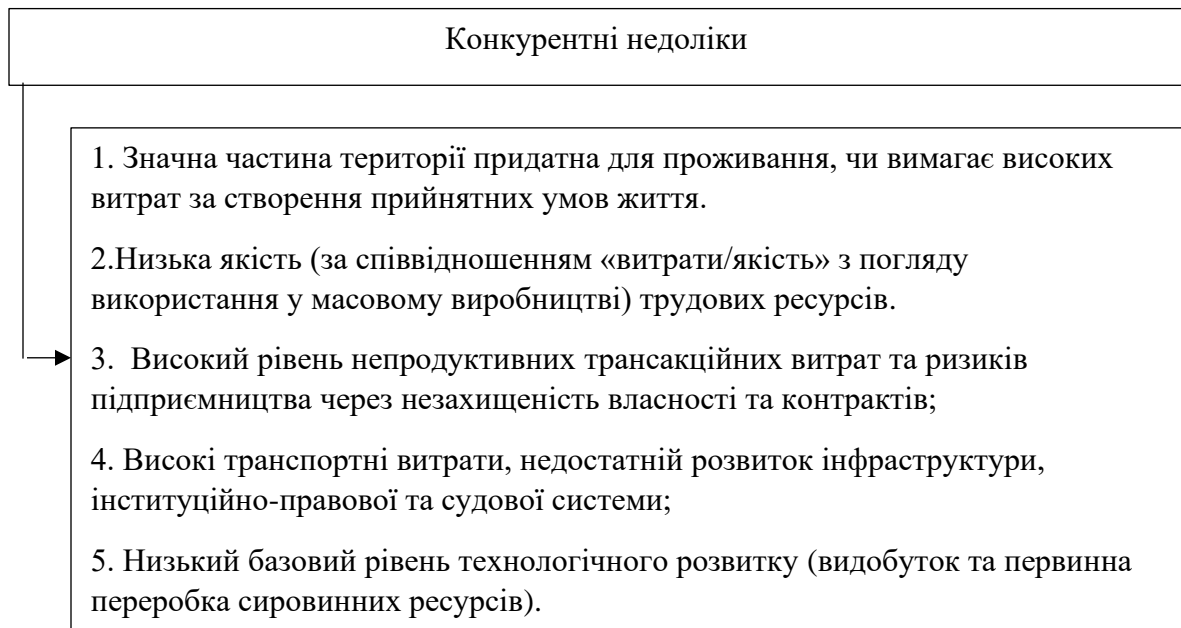 Конкурентні недоліки
1. Значна частина території придатна для проживання, чи вимагає високих
витрат за створення прийнятних умов життя.
2.Низька якість (за співвідношенням «витрати/якість» з погляду
використання у масовому виробництві) трудових ресурсів.
3. Високий рівень непродуктивних трансакційних витрат та ризиків
підприємництва через незахищеність власності та контрактів;
4. Високі транспортні витрати, недостатній розвиток інфраструктури,
інституційно-правової та судової системи;
5. Низький базовий рівень технологічного розвитку (видобуток та первинна
переробка сировинних ресурсів).